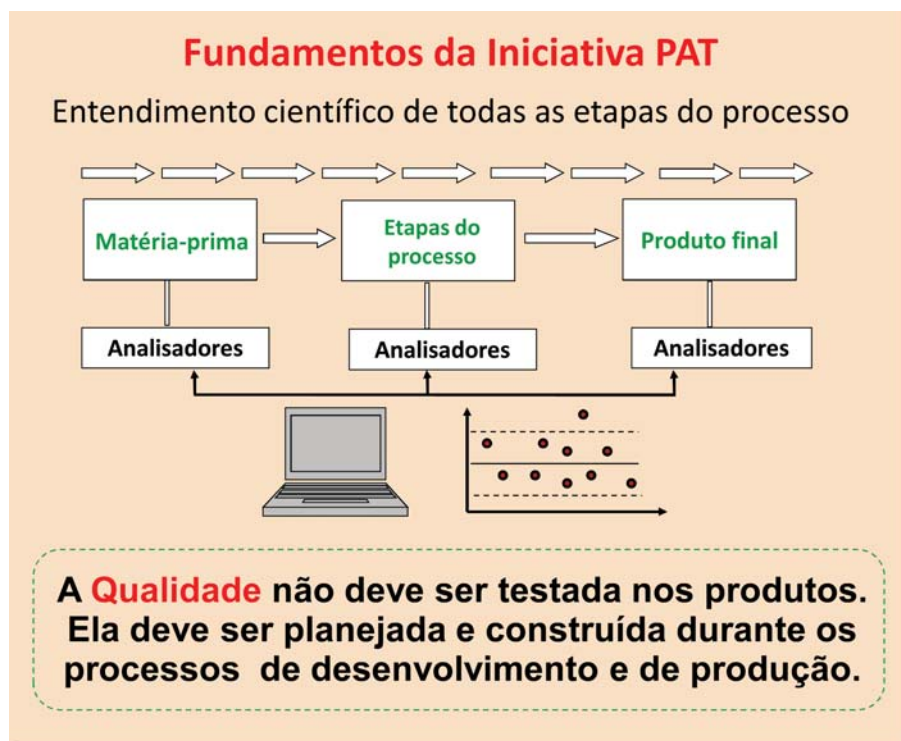 Fundamentos da Iniciativa PAT
Entendimento científico de todas as etapas do processo
Matéria-prima
Etapas do
processo
Produto final
Analisadores
Analisadores
Analisadores
A Qualidade não deve ser testada nos produtos.
Ela deve ser planejada e construída durante os
processos de desenvolvimento e de produção.